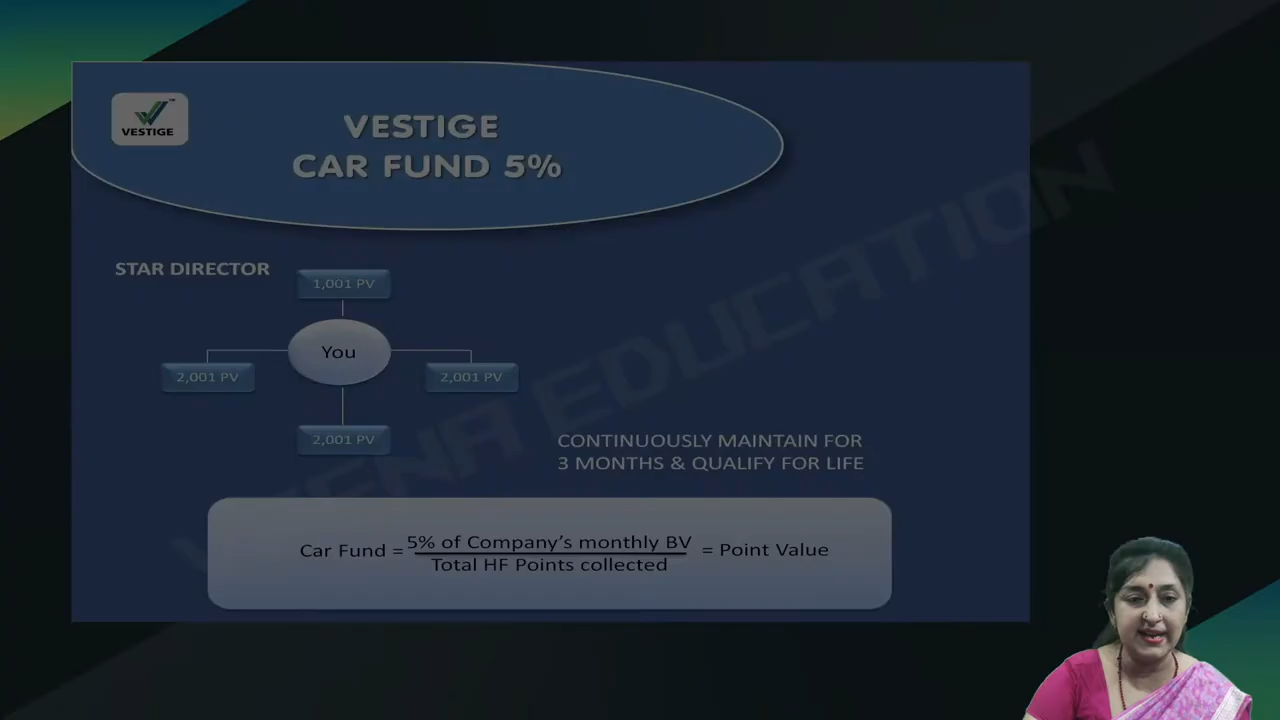 VESTIGE
VESTIGE
CAR FUND 5%
STAR DIRECTOR
1,001 PV
You
2,001 PV
2,001 PV
2,001 PV
CONTINUOUSLY MAINTAIN FOR
3 MONTHS & QUALIFY FOR LIFE
Car Fund = 5% of Company's monthly BV = Point Value
Total HF Points collected
EDUCATION